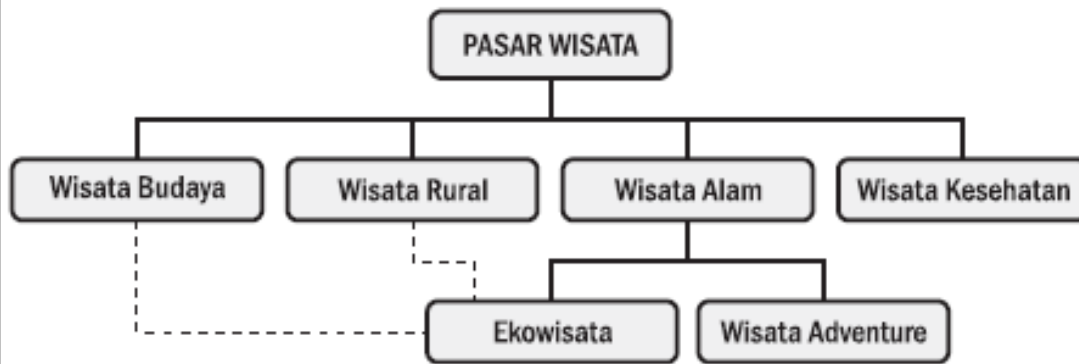 PASAR WISATA
Wisata Budaya
Wisata Rural
Wisata Alam
Wisata Kesehatan
Ekowisata
Wisata Adventure